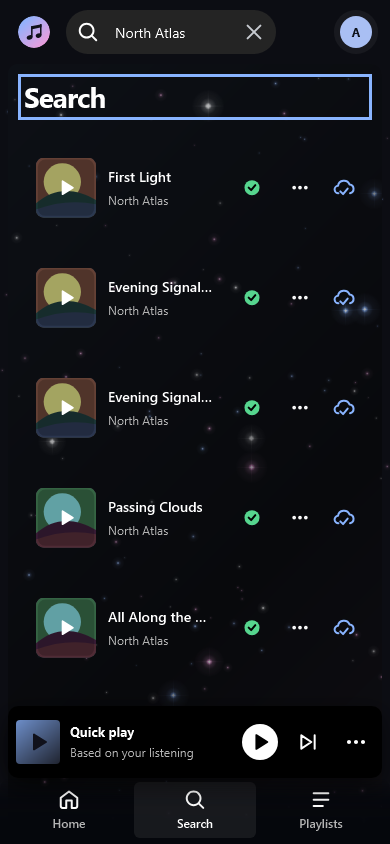 North Atlas
A
Search
First Light
North Atlas
Evening Signal...
North Atlas
Evening Signal...
North Atlas
Passing Clouds
North Atlas
All Along the ...
North Atlas
Quick play
Based on your listening
Home
Search
Playlists